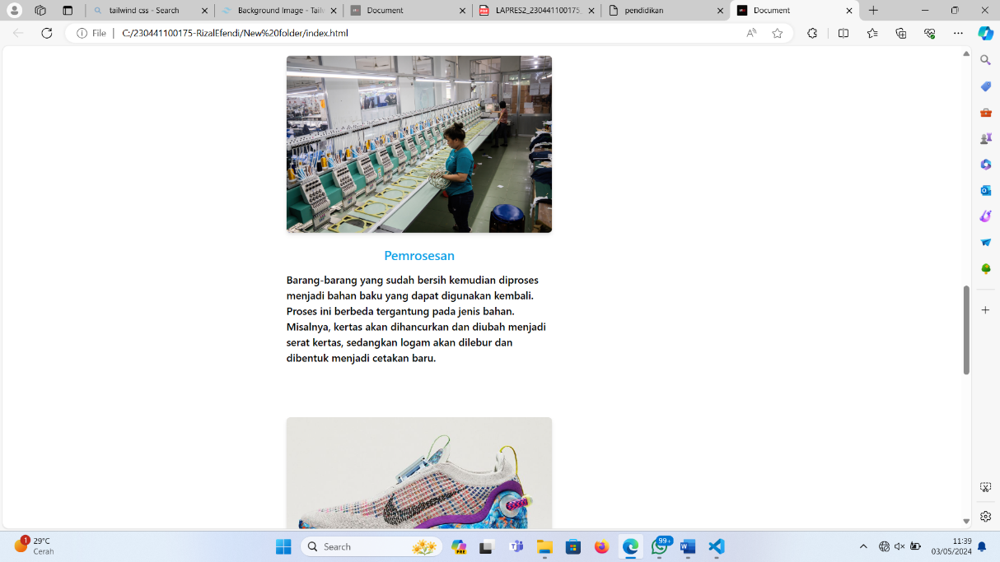 tailwind css - Search
Background Image - Tail
Document
LAPRES2_230441100175
pendidikan
Document
File
C:/230441100175-RizalEfendi/New%20folder/index.html
Pemrosesan
Barang-barang yang sudah bersih kemudian diproses
menjadi bahan baku yang dapat digunakan kembali.
Proses ini berbeda tergantung pada jenis bahan.
Misalnya, kertas akan dihancurkan dan diubah menjadi
serat kertas, sedangkan logam akan dilebur dan
dibentuk menjadi cetakan baru.
1
29°C
Cerah
Search
PRE
99+
11:39
03/05/2024